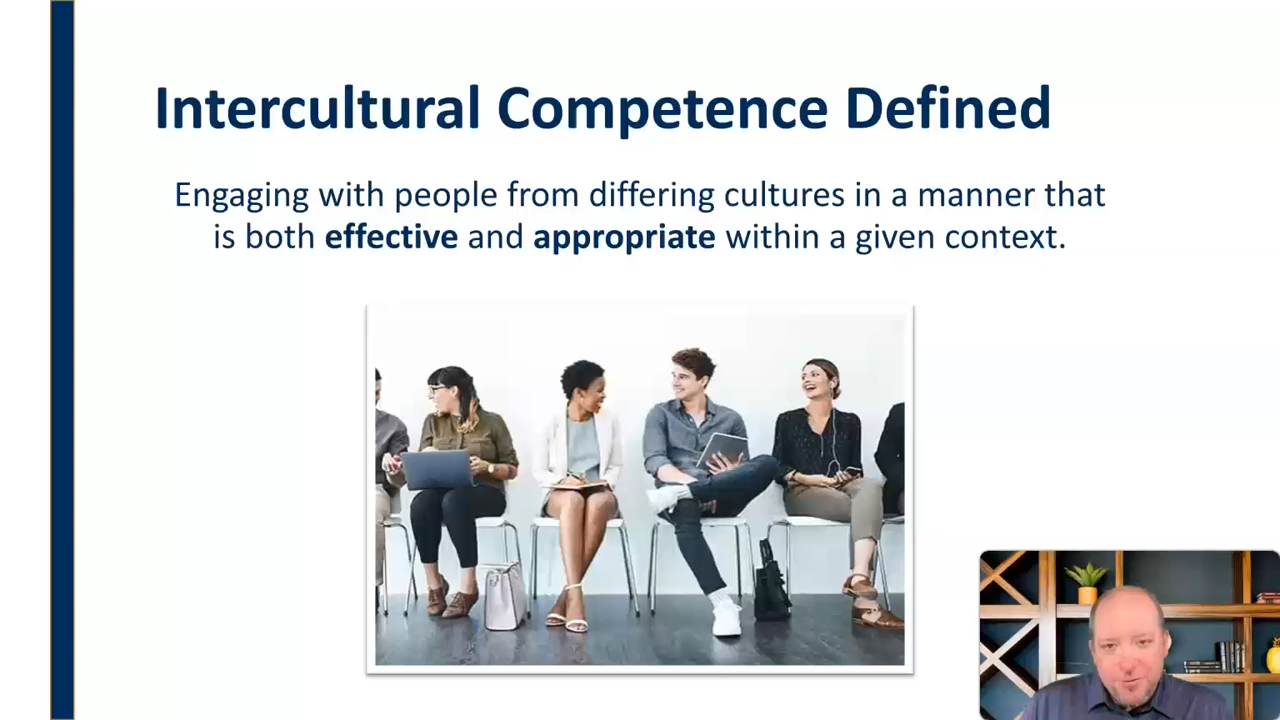 Intercultural Competence Defined
Engaging with people from differing cultures in a manner that
is both effective and appropriate within a given context.